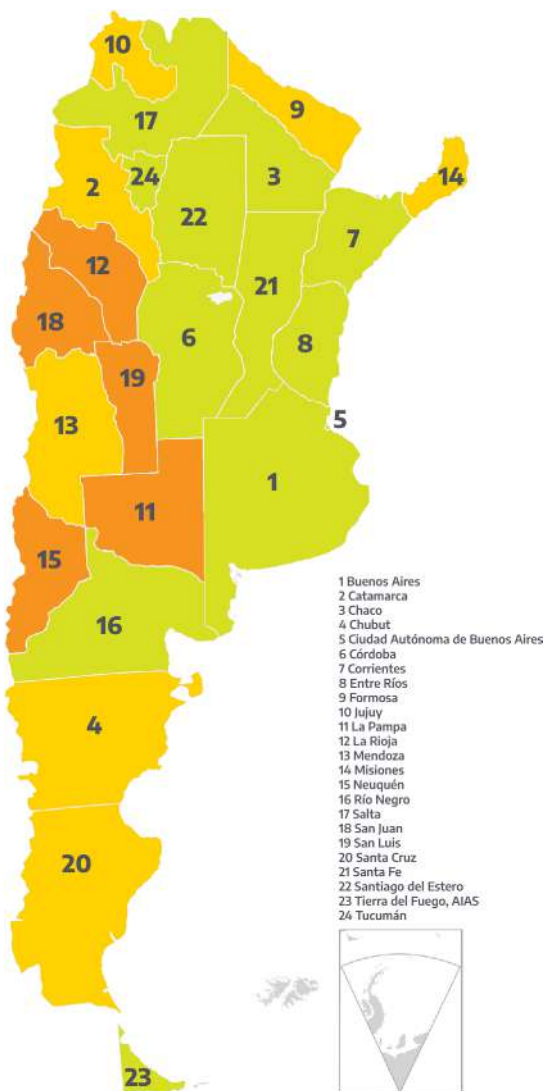 10
9
17
3
14
2
24
22
7
12
21
18
6
8
19
5
13
1
11
15
16
4
20
23
1 Buenos Aires
2 Catamarca
3 Chaco
4 Chubut
5 Ciudad Autónoma de Buenos Aires
6 Córdoba
7 Corrientes
8 Entre Ríos
9 Formosa
10 Jujuy
11 La Pampa
12 La Rioja
13 Mendoza
14 Misiones
15 Neuquén
16 Río Negro
17 Salta
18 San Juan
19 San Luis
20 Santa Cruz
21 Santa Fe
22 Santiago del Estero
23 Tierra del Fuego, AIAS
24 Tucumán